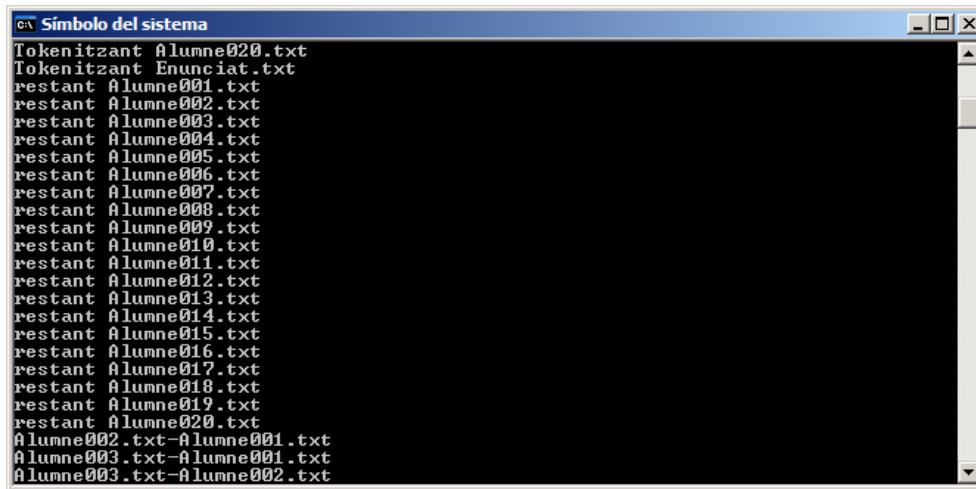 Símbolo del sistema
Tokenitzant Alumne020.txt
Tokenitzant Enunciat.txt
restant Alumne001.txt
restant Alumne002.txt
restant Alumne003.txt
restant Alumne004.txt
restant Alumne005.txt
restant Alumne006.txt
restant Alumne007.txt
restant Alumne008.txt
restant Alumne009.txt
restant Alumne010.txt
restant Alumne011.txt
restant Alumne012.txt
restant Alumne013.txt
restant Alumne014.txt
restant Alumne015.txt
restant Alumne016.txt
restant Alumne017.txt
restant Alumne018.txt
restant Alumne019.txt
restant Alumne020.txt
Alumne002.txt-Alumne001.txt
Alumne003.txt-Alumne001.txt
Alumne003.txt-Alumne002.txt